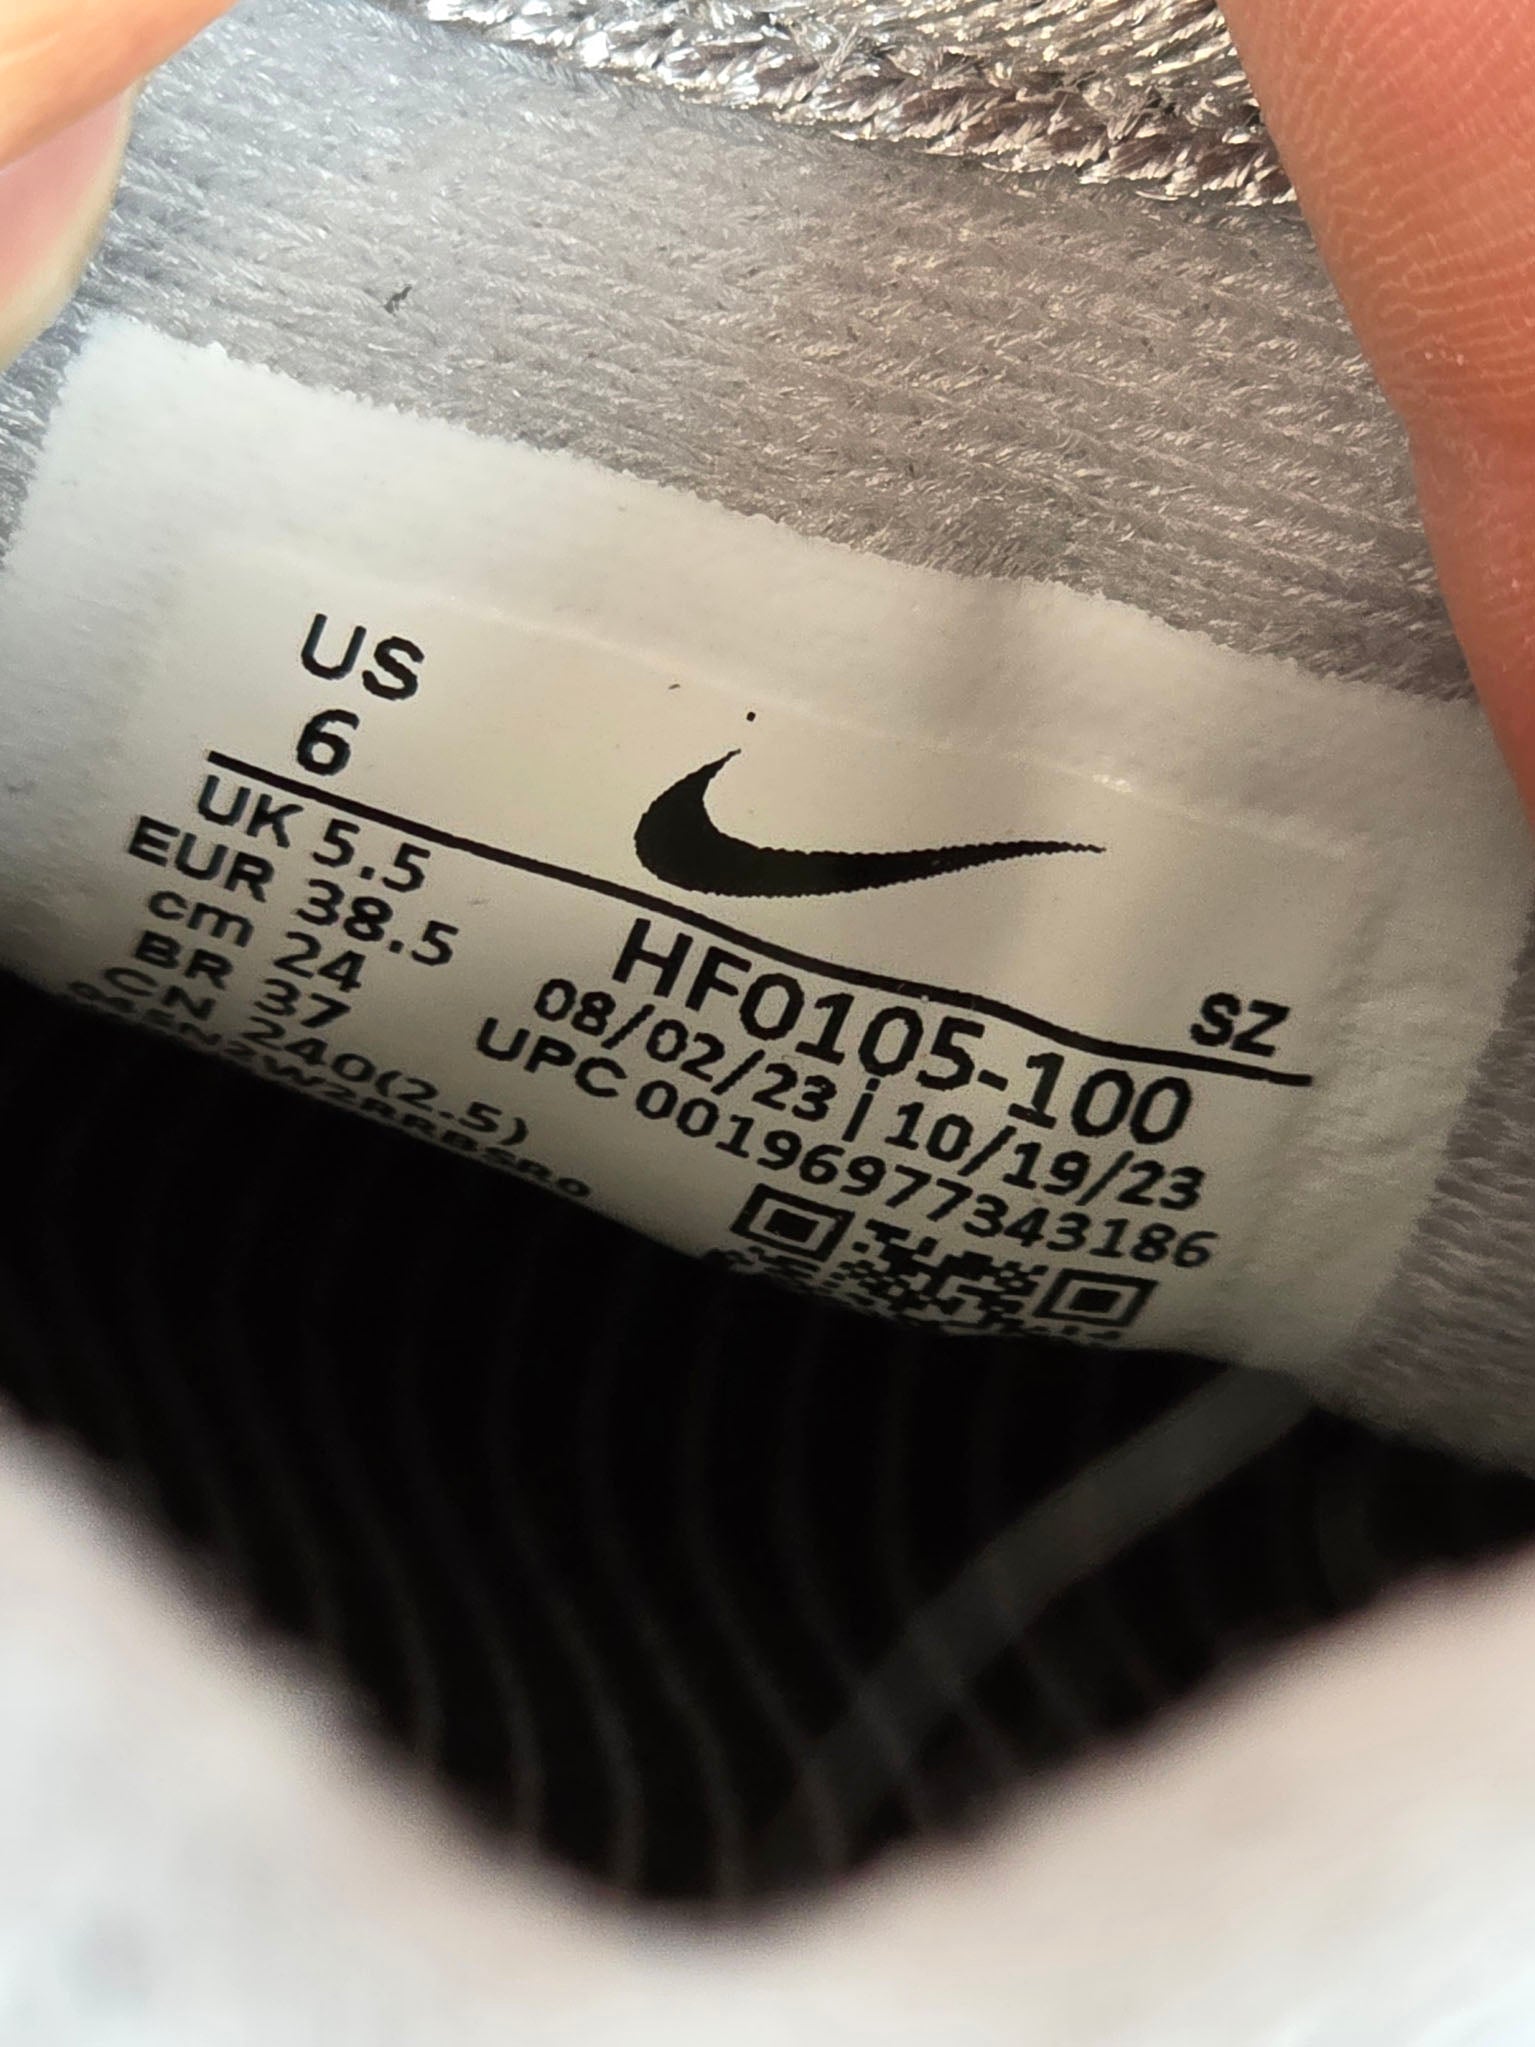 US
6
SZ
UK 5.5
EUR 38.5
cm 24
BR 37
CN 240(2.5)
HF0105-100
08/02/23 | 10/19/23
UPC 00196977343186